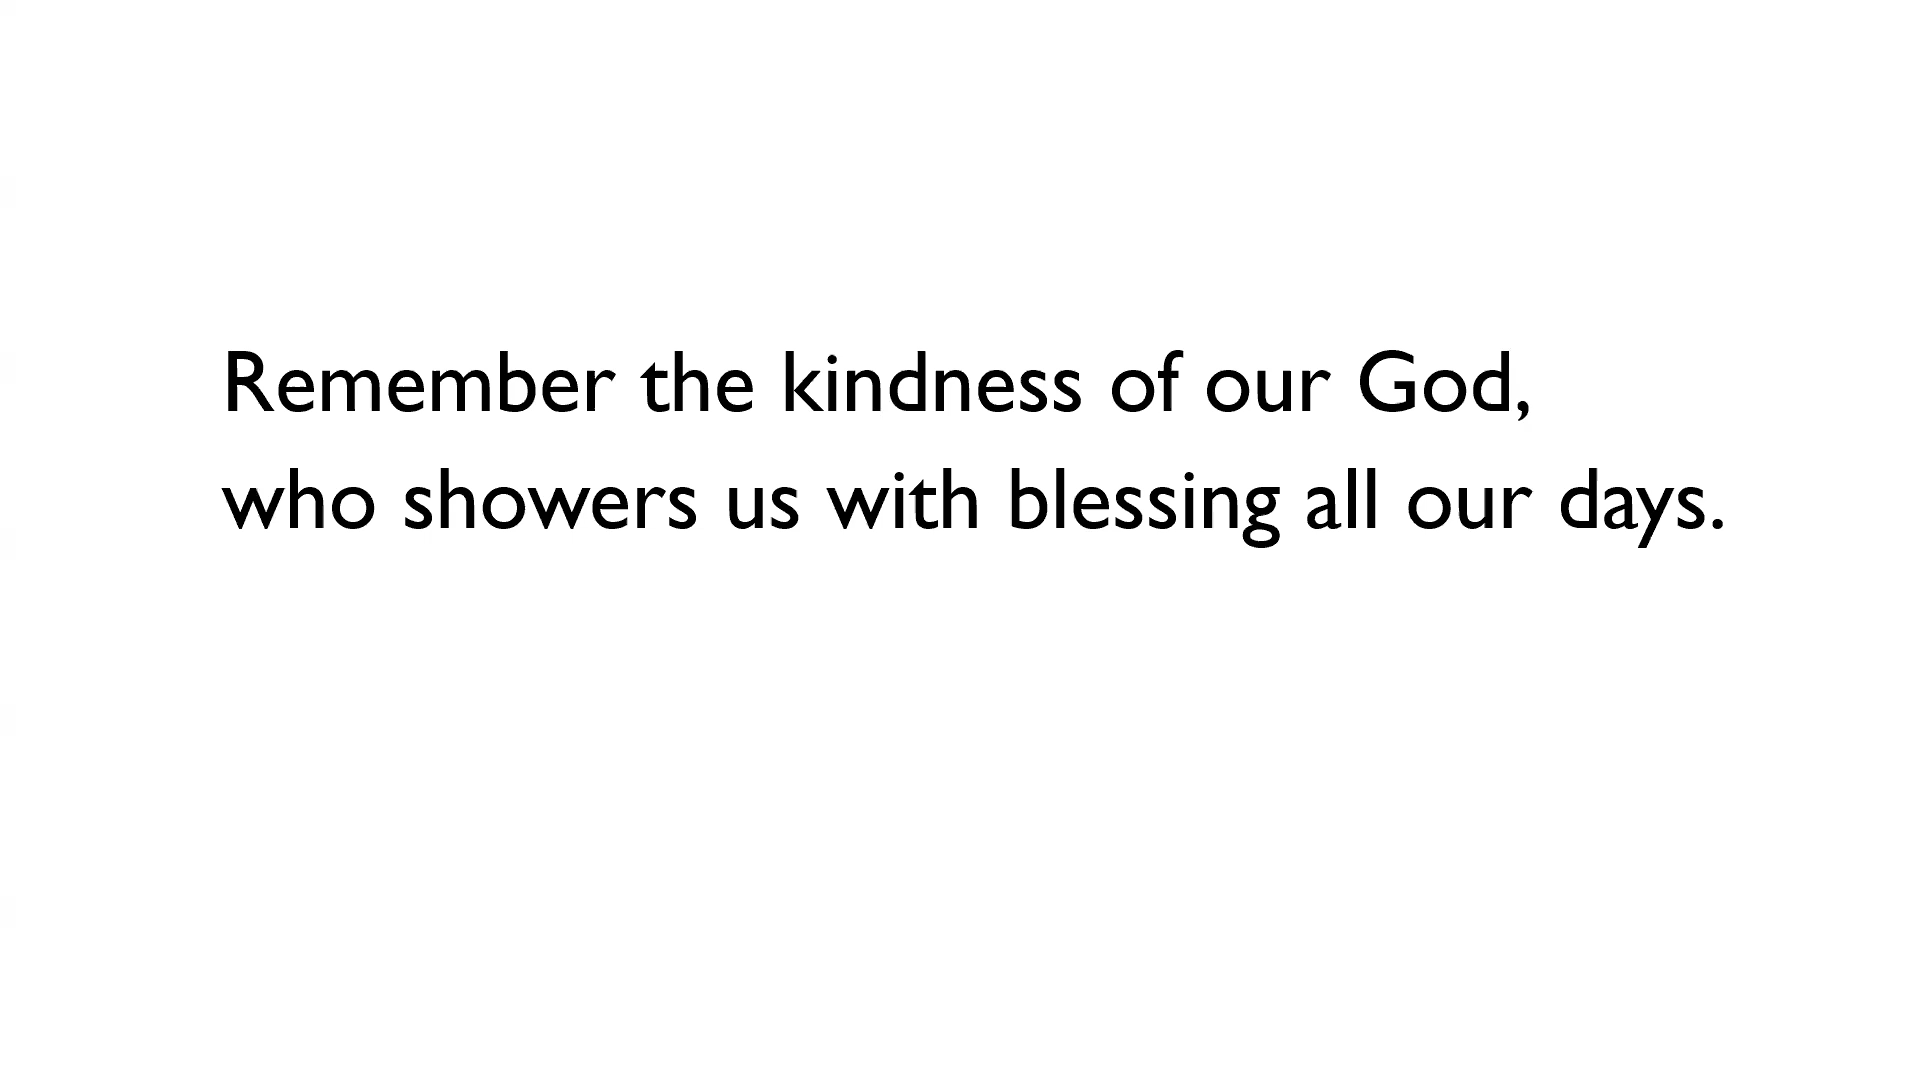 Remember the kindness of our God,
who showers us with blessing all our days.